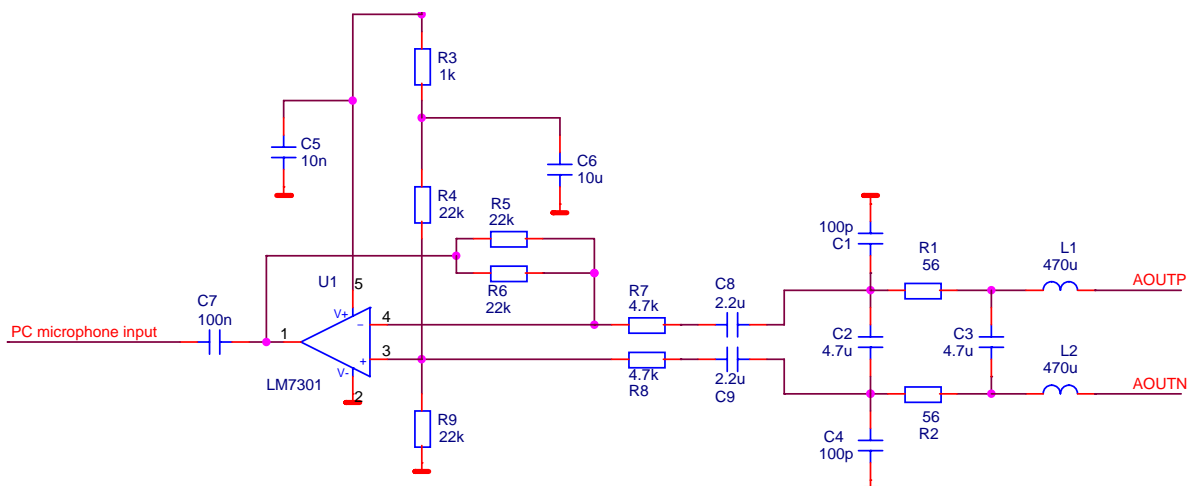 R3
1k
C5
10n
C6
10u
R4
22k
R5
22k
R6
22k
100p
C1
R1
56
L1
470u
AOUTP
U1
5
V+
C7
100n
PC microphone input
1
4
−
R7
4.7k
C8
2.2u
C2
4.7u
C3
4.7u
3
+
4.7k
R8
2.2u
C9
L2
470u
AOUTN
V-
LM7301
2
R9
22k
C4
100p
56
R2